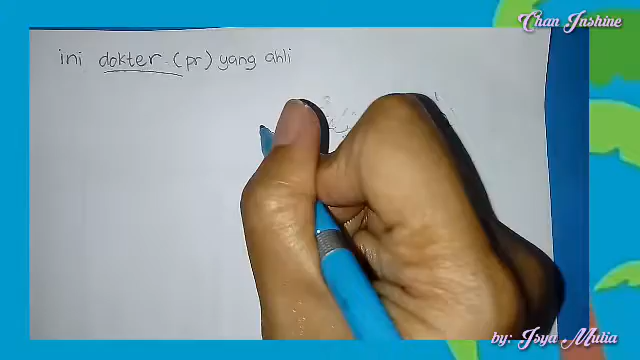 Chan Inshine
ini dokter (pr) yang ahli
by: Isya Mutia